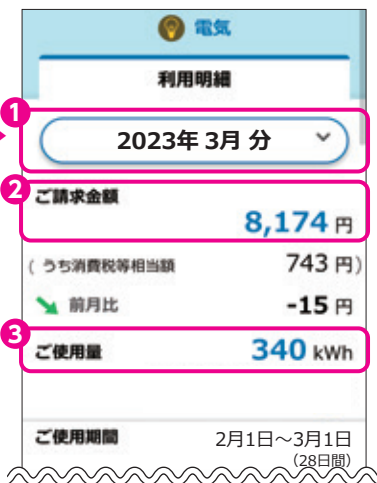 電気
利用明細
1
2023年 3月 分
2
ご請求金額
8,174 円
( うち消費税等相当額 743 円)
前月比 -15 円
3
ご使用量 340 kWh
ご使用期間 2月1日～3月1日
(28日間)